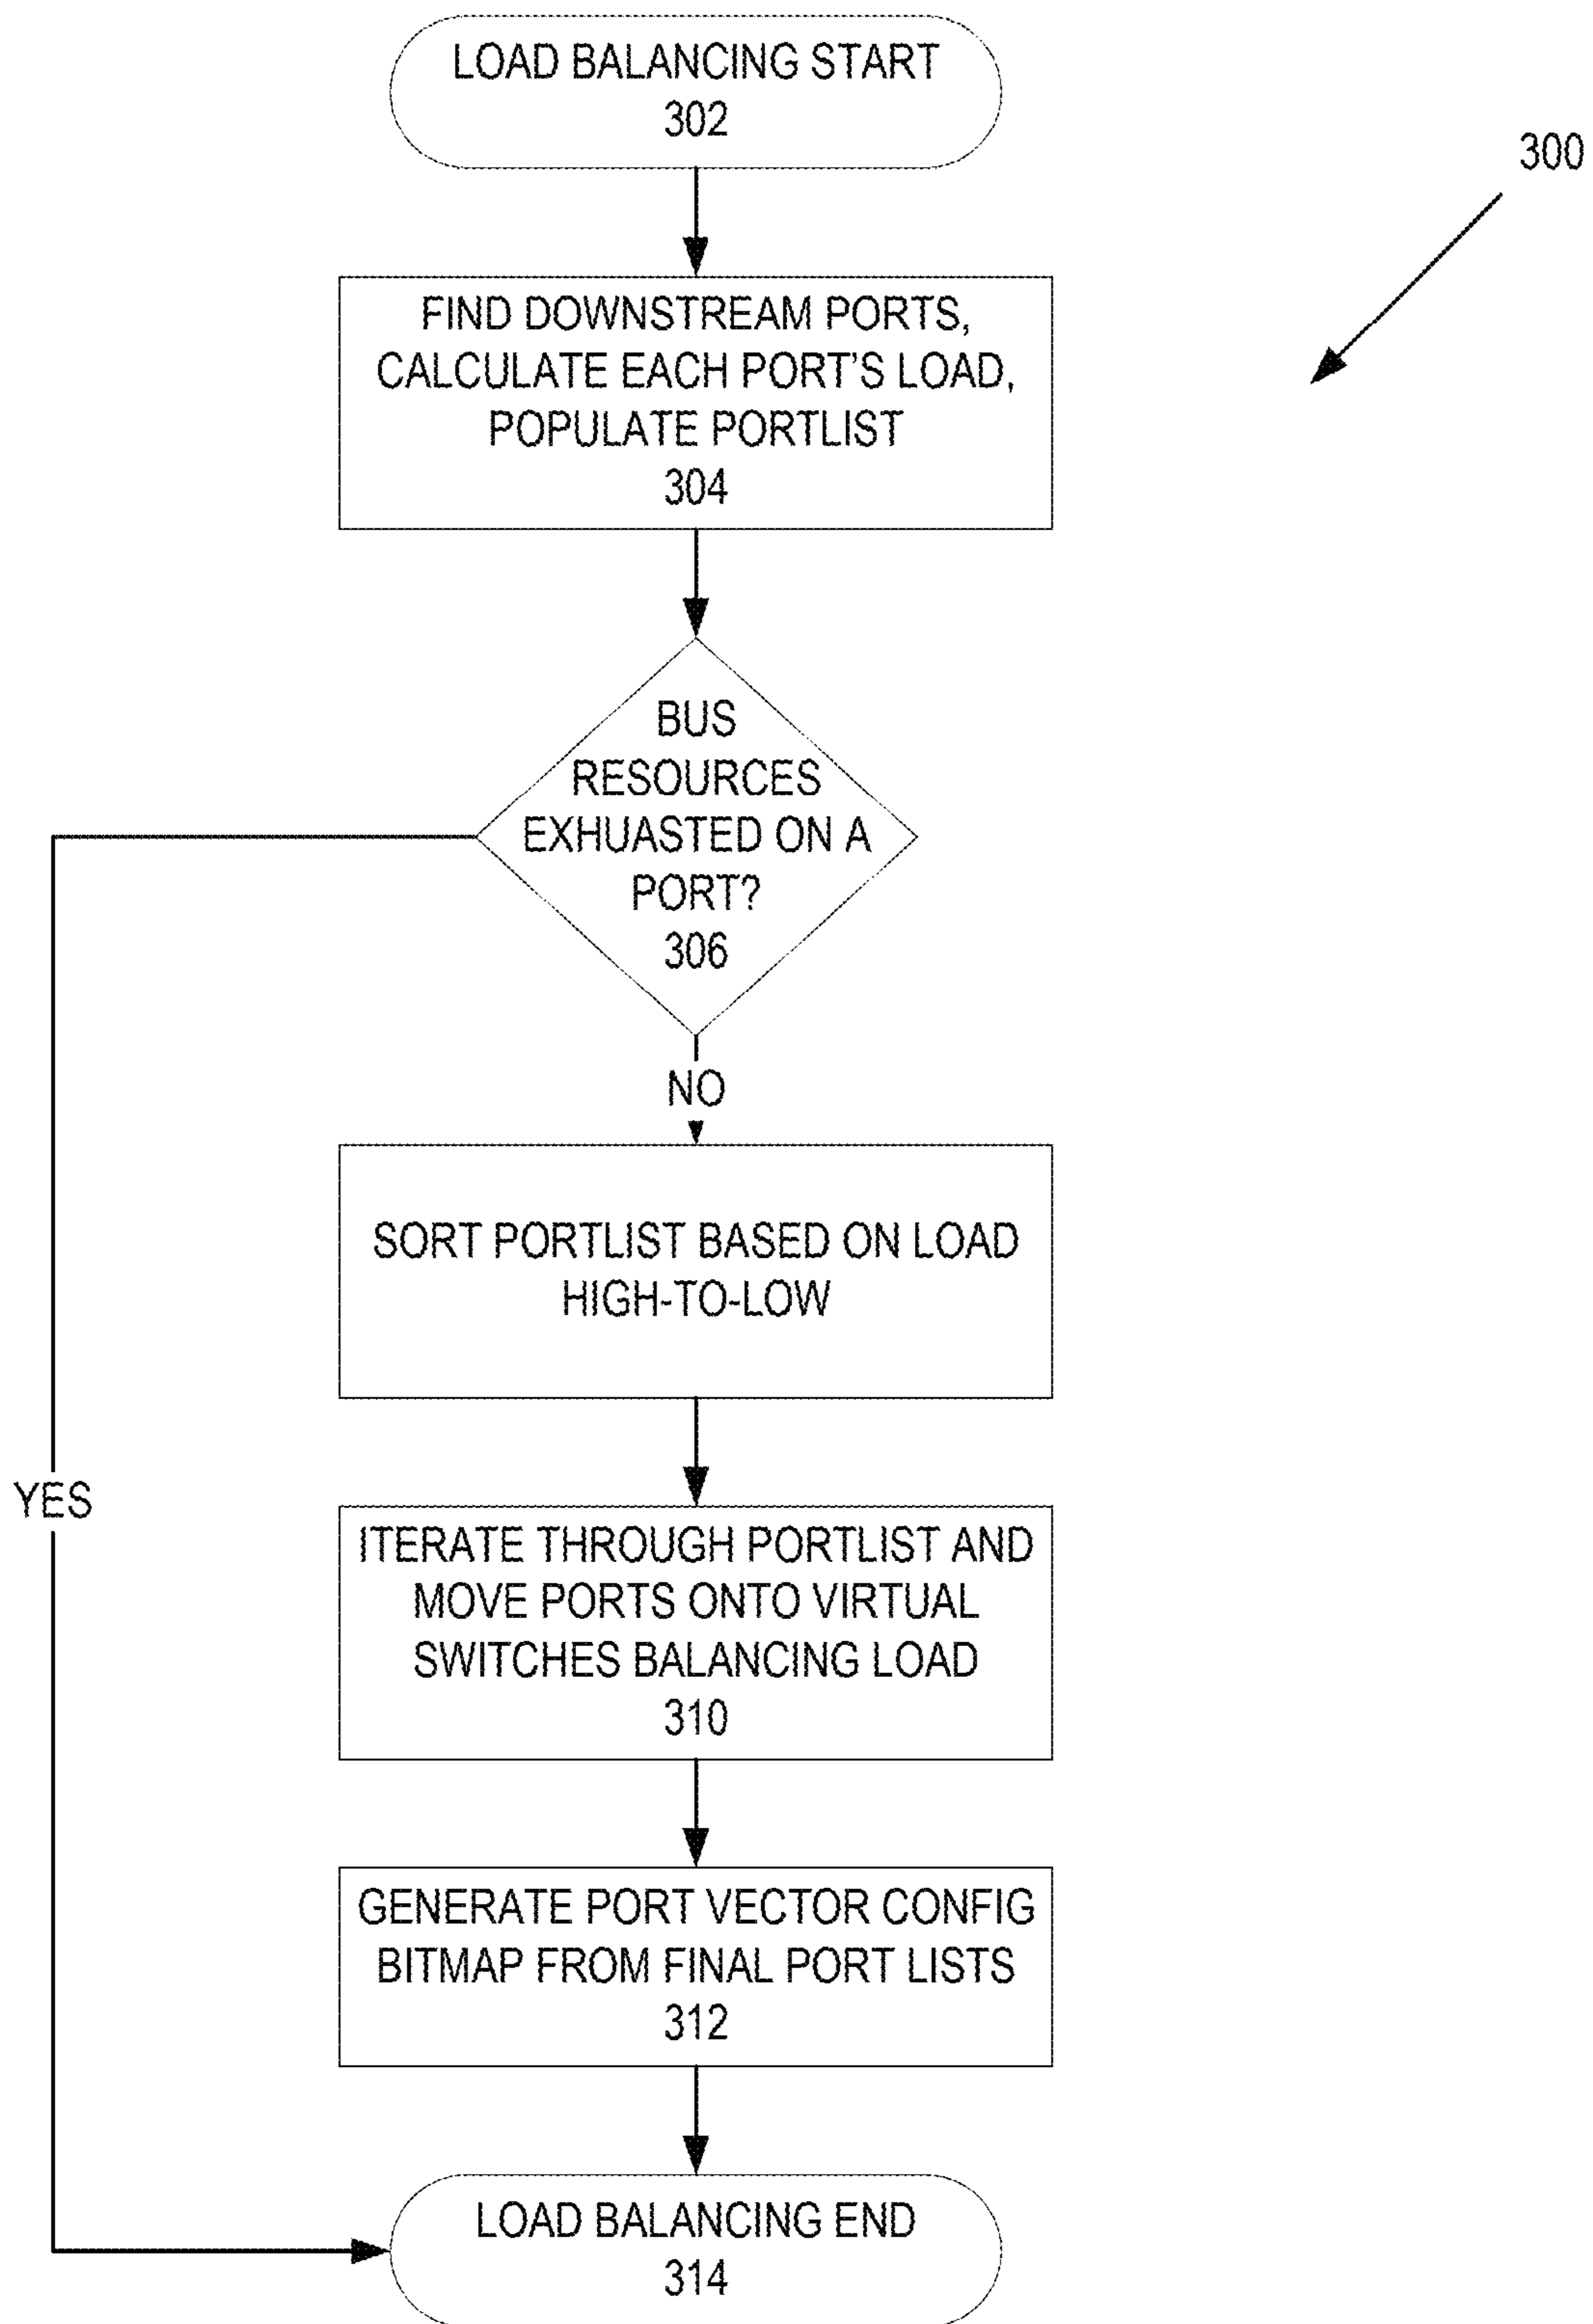 LOAD BALANCING START
302
300
FIND DOWNSTREAM PORTS,
CALCULATE EACH PORT'S LOAD,
POPULATE PORTLIST
304
BUS
RESOURCES
EXHUASTED ON A
PORT?
306
NO
SORT PORTLIST BASED ON LOAD
HIGH-TO-LOW
YES
ITERATE THROUGH PORTLIST AND
MOVE PORTS ONTO VIRTUAL
SWITCHES BALANCING LOAD
310
GENERATE PORT VECTOR CONFIG
BITMAP FROM FINAL PORT LISTS
312
LOAD BALANCING END
314